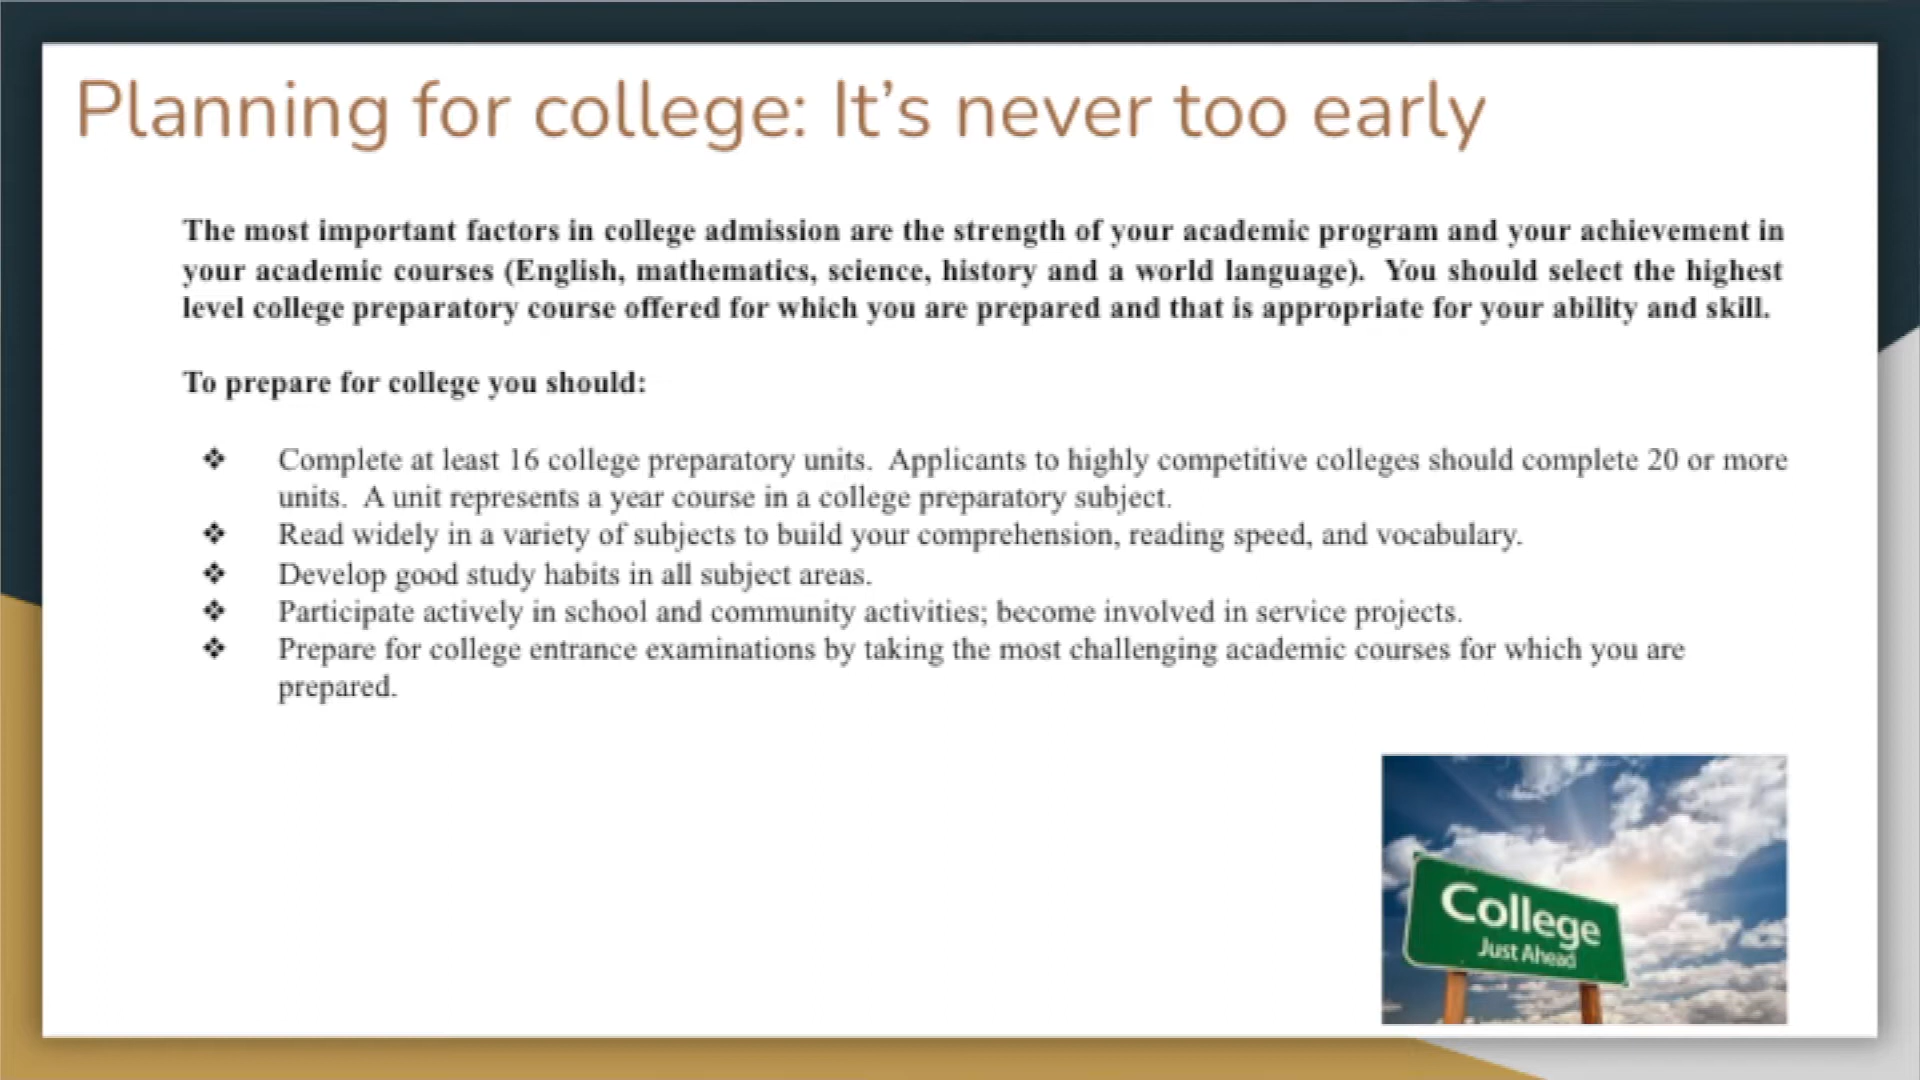 Planning for college: It’s never too early
The most important factors in college admission are the strength of your academic program and your achievement in
your academic courses (English, mathematics, science, history and a world language).  You should select the highest
level college preparatory course offered for which you are prepared and that is appropriate for your ability and skill.
To prepare for college you should:
❖ Complete at least 16 college preparatory units.  Applicants to highly competitive colleges should complete 20 or more
units.  A unit represents a year course in a college preparatory subject.
❖ Read widely in a variety of subjects to build your comprehension, reading speed, and vocabulary.
❖ Develop good study habits in all subject areas.
❖ Participate actively in school and community activities; become involved in service projects.
❖ Prepare for college entrance examinations by taking the most challenging academic courses for which you are
prepared.
College
Just Ahead